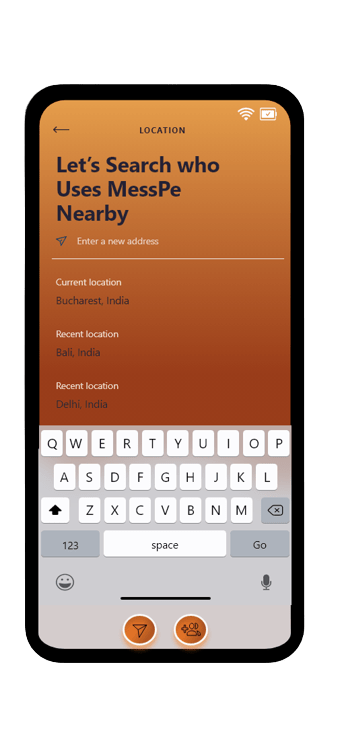 LOCATION
Let’s Search who
Uses MessPe
Nearby
Enter a new address
Current location
Bucharest, India
Recent location
Bali, India
Recent location
Delhi, India
Q W E R T Y U I O P
A S D F G H J K L
Z X C V B N M
123 space Go